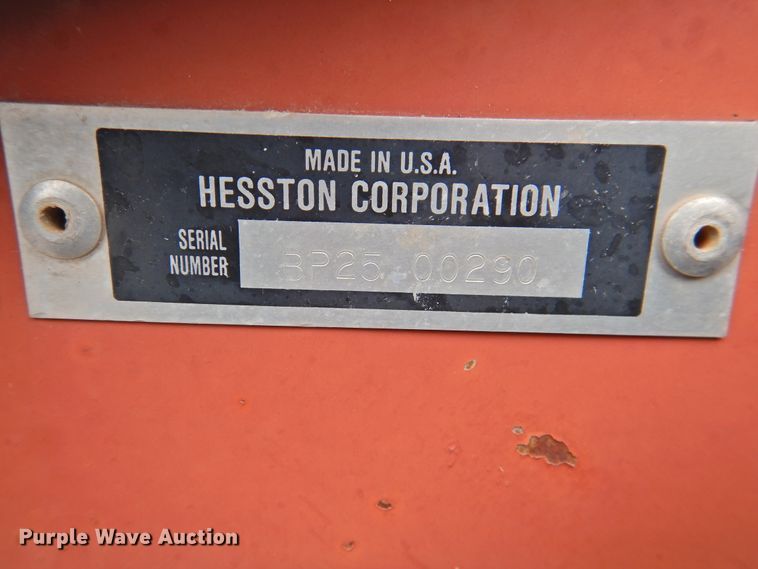 MADE IN U.S.A.
HESSTON CORPORATION
SERIAL
NUMBER
BP25 00290
Purple Wave Auction